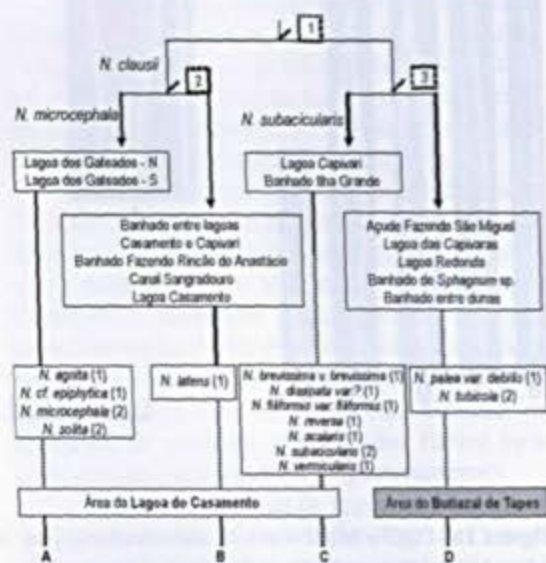 1
N. clausii
2
3
N. microcephala
N. subacicularis
Lagoa dos Gateados - N
Lagoa dos Gateados - S
Lagoa Capivari
Banhado Ilha Grande
Banhado entre lagoas
Casamento e Capivari
Banhado Fazenda Rincão do Anastácio
Canal Sangradouro
Lagoa Casamento
Açude Fazenda São Miguel
Lagoa das Capivaras
Lagoa Redonda
Banhado de Sphagnum sp.
Banhado entre dunas
N. agnita (1)
N. cf. epiphytica (1)
N. microcephala (2)
N. solita (2)
N. latens (1)
N. brevissima v. brevissima (1)
N. dissipata var.? (1)
N. filiformis var. filiformis (1)
N. reversa (1)
N. acularis (1)
N. subacicularis (2)
N. vermicularis (1)
N. palea var. debilis (1)
N. tubicola (2)
Área do Lagoa do Casamento
Área do Butiazal de Tapes
A
B
C
D